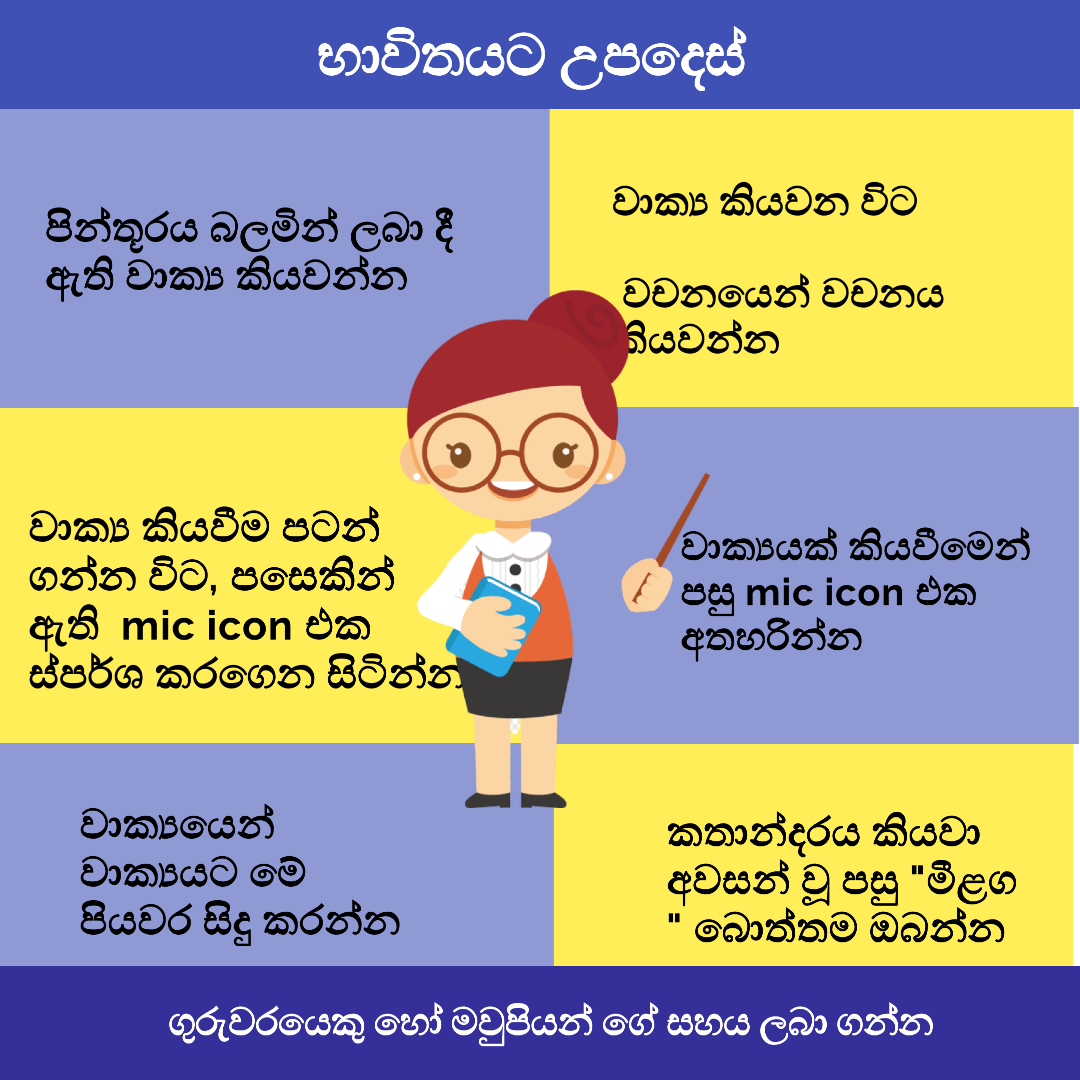 භාවිතයට උපදෙස්
පින්තූරය බලමින් ලබා දී
ඇති වාක්‍ය කියවන්න
වාක්‍ය කියවන විට
වචනයෙන් වචනය
කියවන්න
වාක්‍ය කියවීම පටන්
ගන්න විට, පසෙකින්
ඇති mic icon එක
ස්පර්ශ කරගෙන සිටින්න
වාක්‍යයක් කියවීමෙන්
පසු mic icon එක
අතහරින්න
වාක්‍යයෙන්
වාක්‍යයට මේ
පියවර සිදු කරන්න
කතාන්දරය කියවා
අවසන් වූ පසු "මීළග
" බොත්තම ඔබන්න
ගුරුවරයෙකු හෝ මවුපියන් ගේ සහය ලබා ගන්න